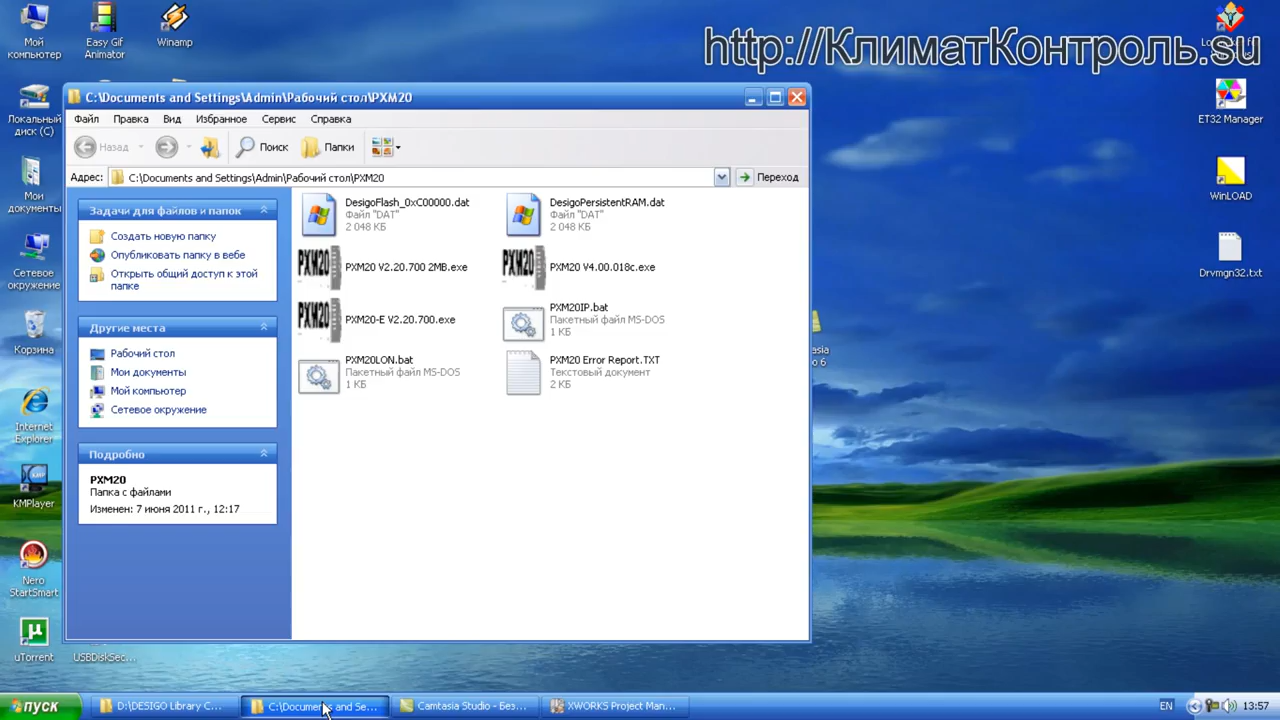 http://КлиматКонтроль.su
Мой
компьютер
Easy Gif
Animator
Winamp
ET32 Manager
WinLOAD
Drvmgn32.txt
Локальный
диск (C)
Мои
документы
Сетевое
окружение
Корзина
Internet
Explorer
KMPlayer
Nero
StartSmart
uTorrent
USBDiskSec...
C:\Documents and Settings\Admin\Рабочий стол\PXM20
Файл Правка Вид Избранное Сервис Справка
Назад Поиск Папки
Адрес: C:\Documents and Settings\Admin\Рабочий стол\PXM20 Переход
Задачи для файлов и папок
Создать новую папку
Опубликовать папку в вебе
Открыть общий доступ к этой
папке
Другие места
Рабочий стол
Мои документы
Мой компьютер
Сетевое окружение
Подробно
PXM20
Папка с файлами
Изменен: 7 июня 2011 г., 12:17
DesigoFlash_0xC00000.dat
Файл "DAT"
2 048 КБ
DesigoPersistentRAM.dat
Файл "DAT"
2 048 КБ
PXM20 PXM20 V2.20.700 2MB.exe
PXM20 PXM20 V4.00.018c.exe
PXM20 PXM20-E V2.20.700.exe
PXM20IP.bat
Пакетный файл MS-DOS
1 КБ
PXM20LON.bat
Пакетный файл MS-DOS
1 КБ
PXM20 Error Report.TXT
Текстовый документ
2 КБ
пуск
D:\DESIGO Library C...
C:\Documents and Se...
Camtasia Studio - Без...
XWORKS Project Man...
EN
13:57